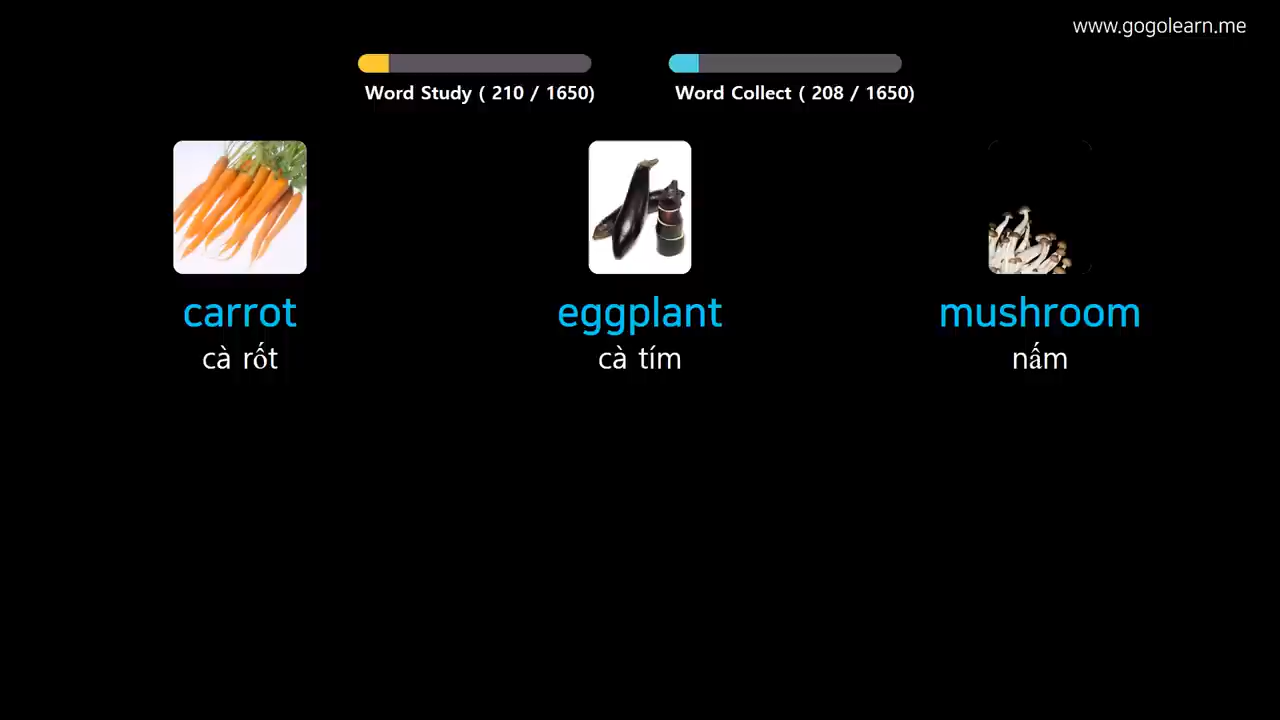 www.gogolearn.me
Word Study ( 210 / 1650)
Word Collect ( 208 / 1650)
carrot
cà rốt
eggplant
cà tím
mushroom
nấm